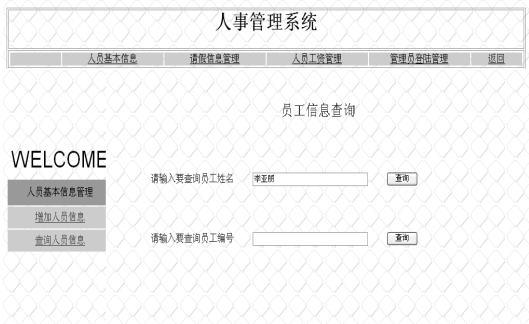 人事管理系统
人员基本信息 请假信息管理 人员工资管理 管理员登陆管理 返回
员工信息查询
WELCOME
人员基本信息管理
增加人员信息
查询人员信息
请输入要查询员工姓名 李亚朋 查询
请输入要查询员工编号 查询